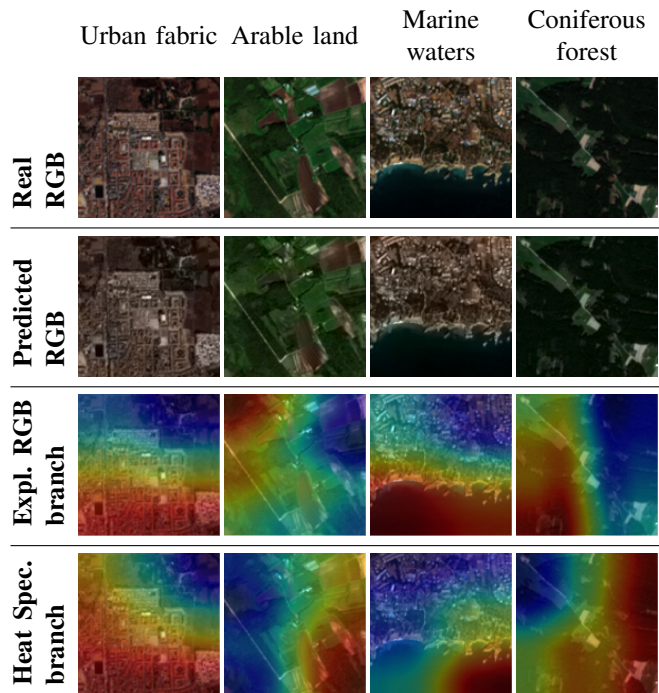 Urban fabric Arable land Marine waters Coniferous forest
Real RGB
Predicted RGB
Expl. RGB branch
Heat Spec. branch